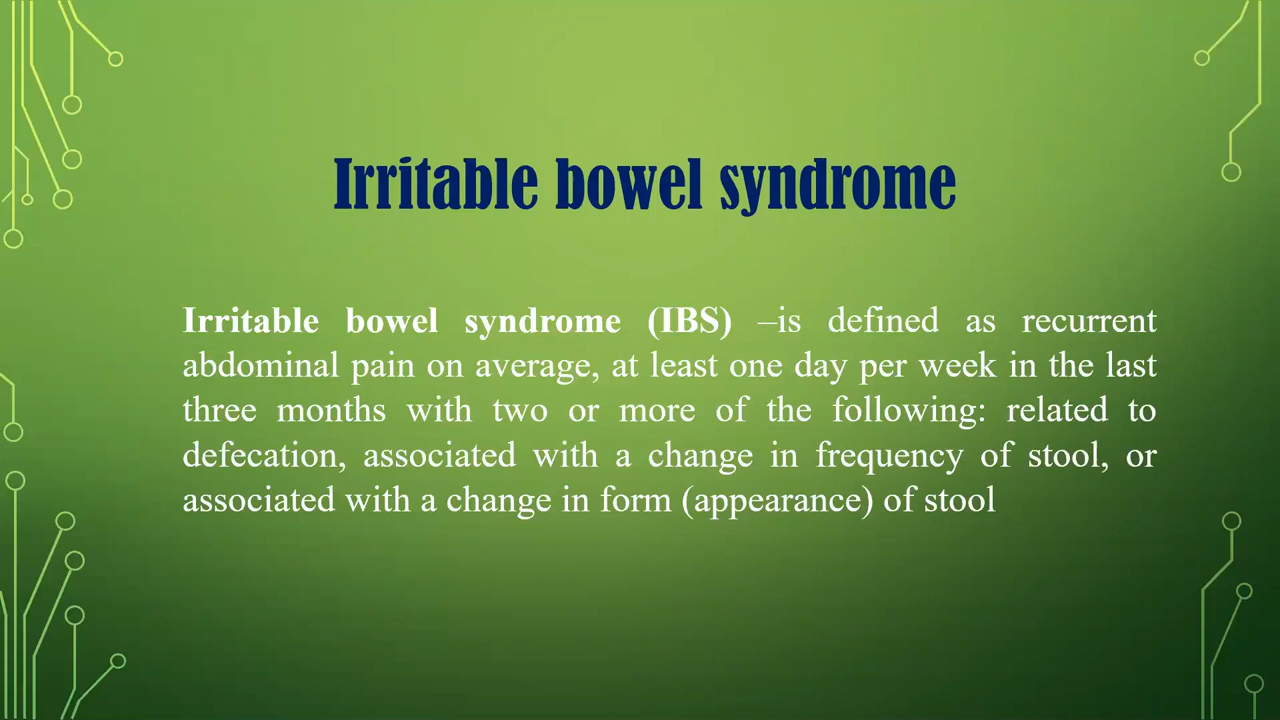 Irritable bowel syndrome
Irritable bowel syndrome (IBS) –is defined as recurrent
abdominal pain on average, at least one day per week in the last
three months with two or more of the following: related to
defecation, associated with a change in frequency of stool, or
associated with a change in form (appearance) of stool